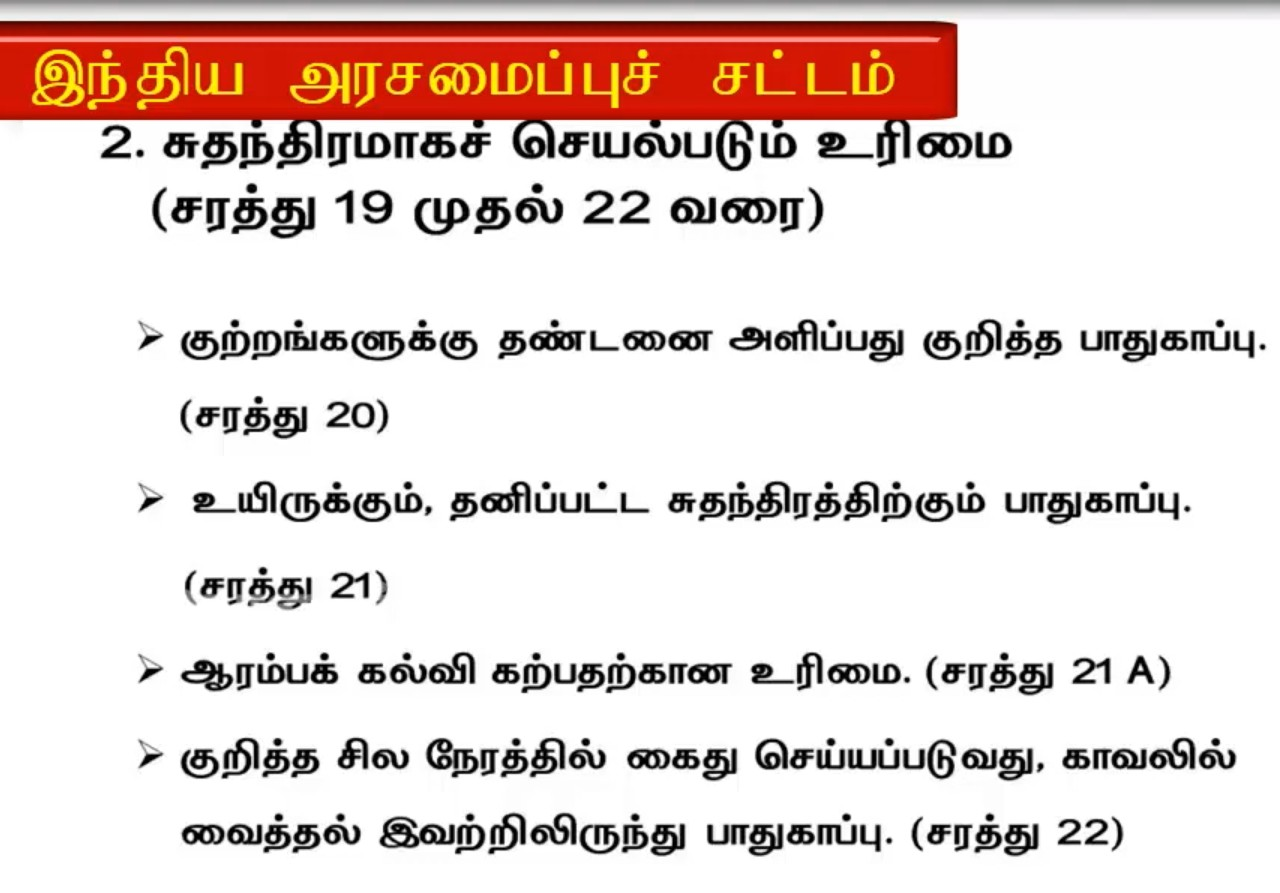 இந்திய அரசமைப்புச் சட்டம்
2. சுதந்திரமாகச் செயல்படும் உரிமை
(சரத்து 19 முதல் 22 வரை)
➢ குற்றங்களுக்கு தண்டனை அளிப்பது குறித்த பாதுகாப்பு.
(சரத்து 20)
➢ உயிருக்கும், தனிப்பட்ட சுதந்திரத்திற்கும் பாதுகாப்பு.
(சரத்து 21)
➢ ஆரம்பக் கல்வி கற்பதற்கான உரிமை. (சரத்து 21 A)
➢ குறித்த சில நேரத்தில் கைது செய்யப்படுவது, காவலில்
வைத்தல் இவற்றிலிருந்து பாதுகாப்பு. (சரத்து 22)